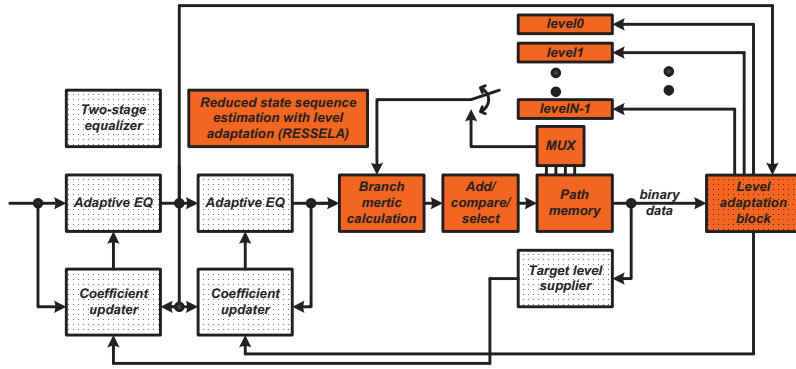 level0
level1
levelN-1
Two-stage
equalizer
Reduced state sequence
estimation with level
adaptation (RESSELA)
MUX
Adaptive EQ
Adaptive EQ
Branch
mertic
calculation
Add/
compare/
select
Path
memory
binary
data
Level
adaptation
block
Coefficient
updater
Coefficient
updater
Target level
supplier